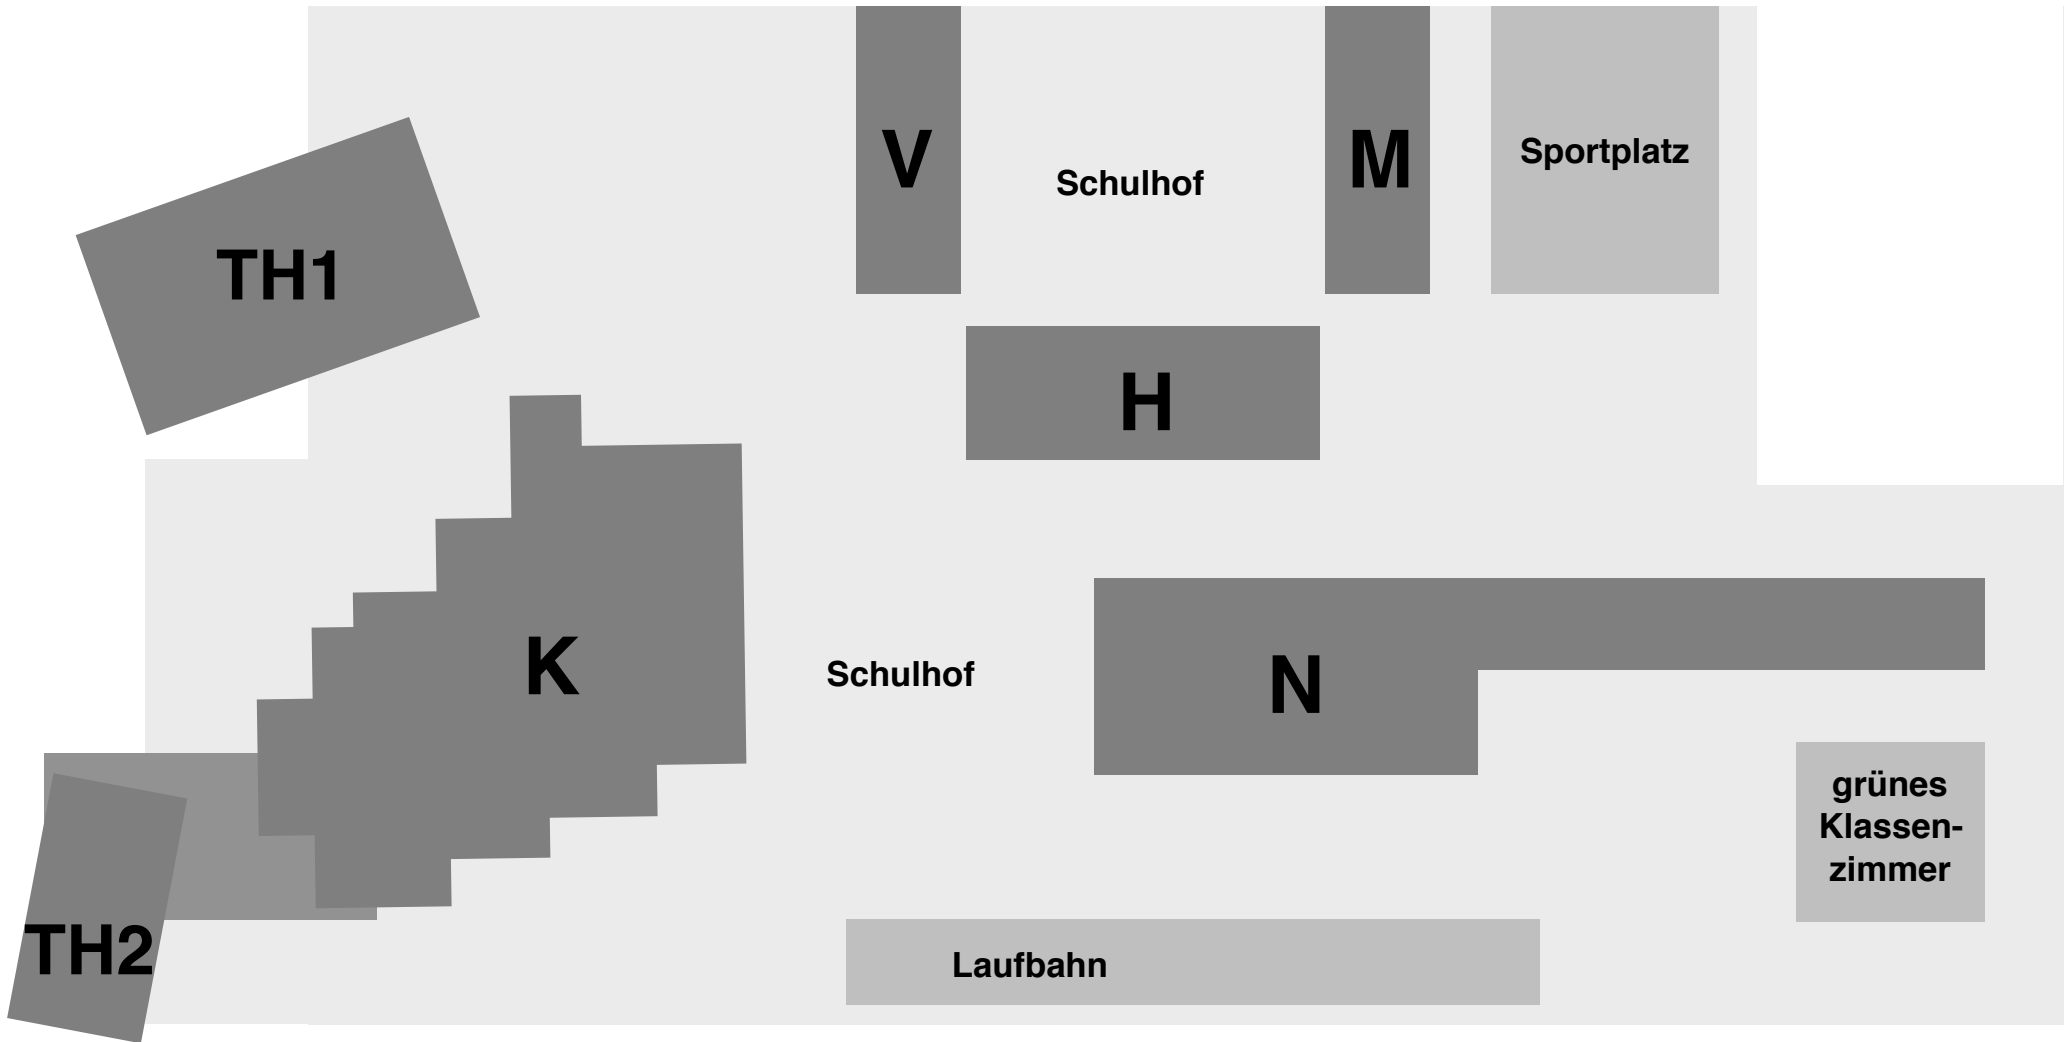 V
M
Sportplatz
Schulhof
TH1
H
K
Schulhof
N
grünes
Klassen-
zimmer
TH2
Laufbahn